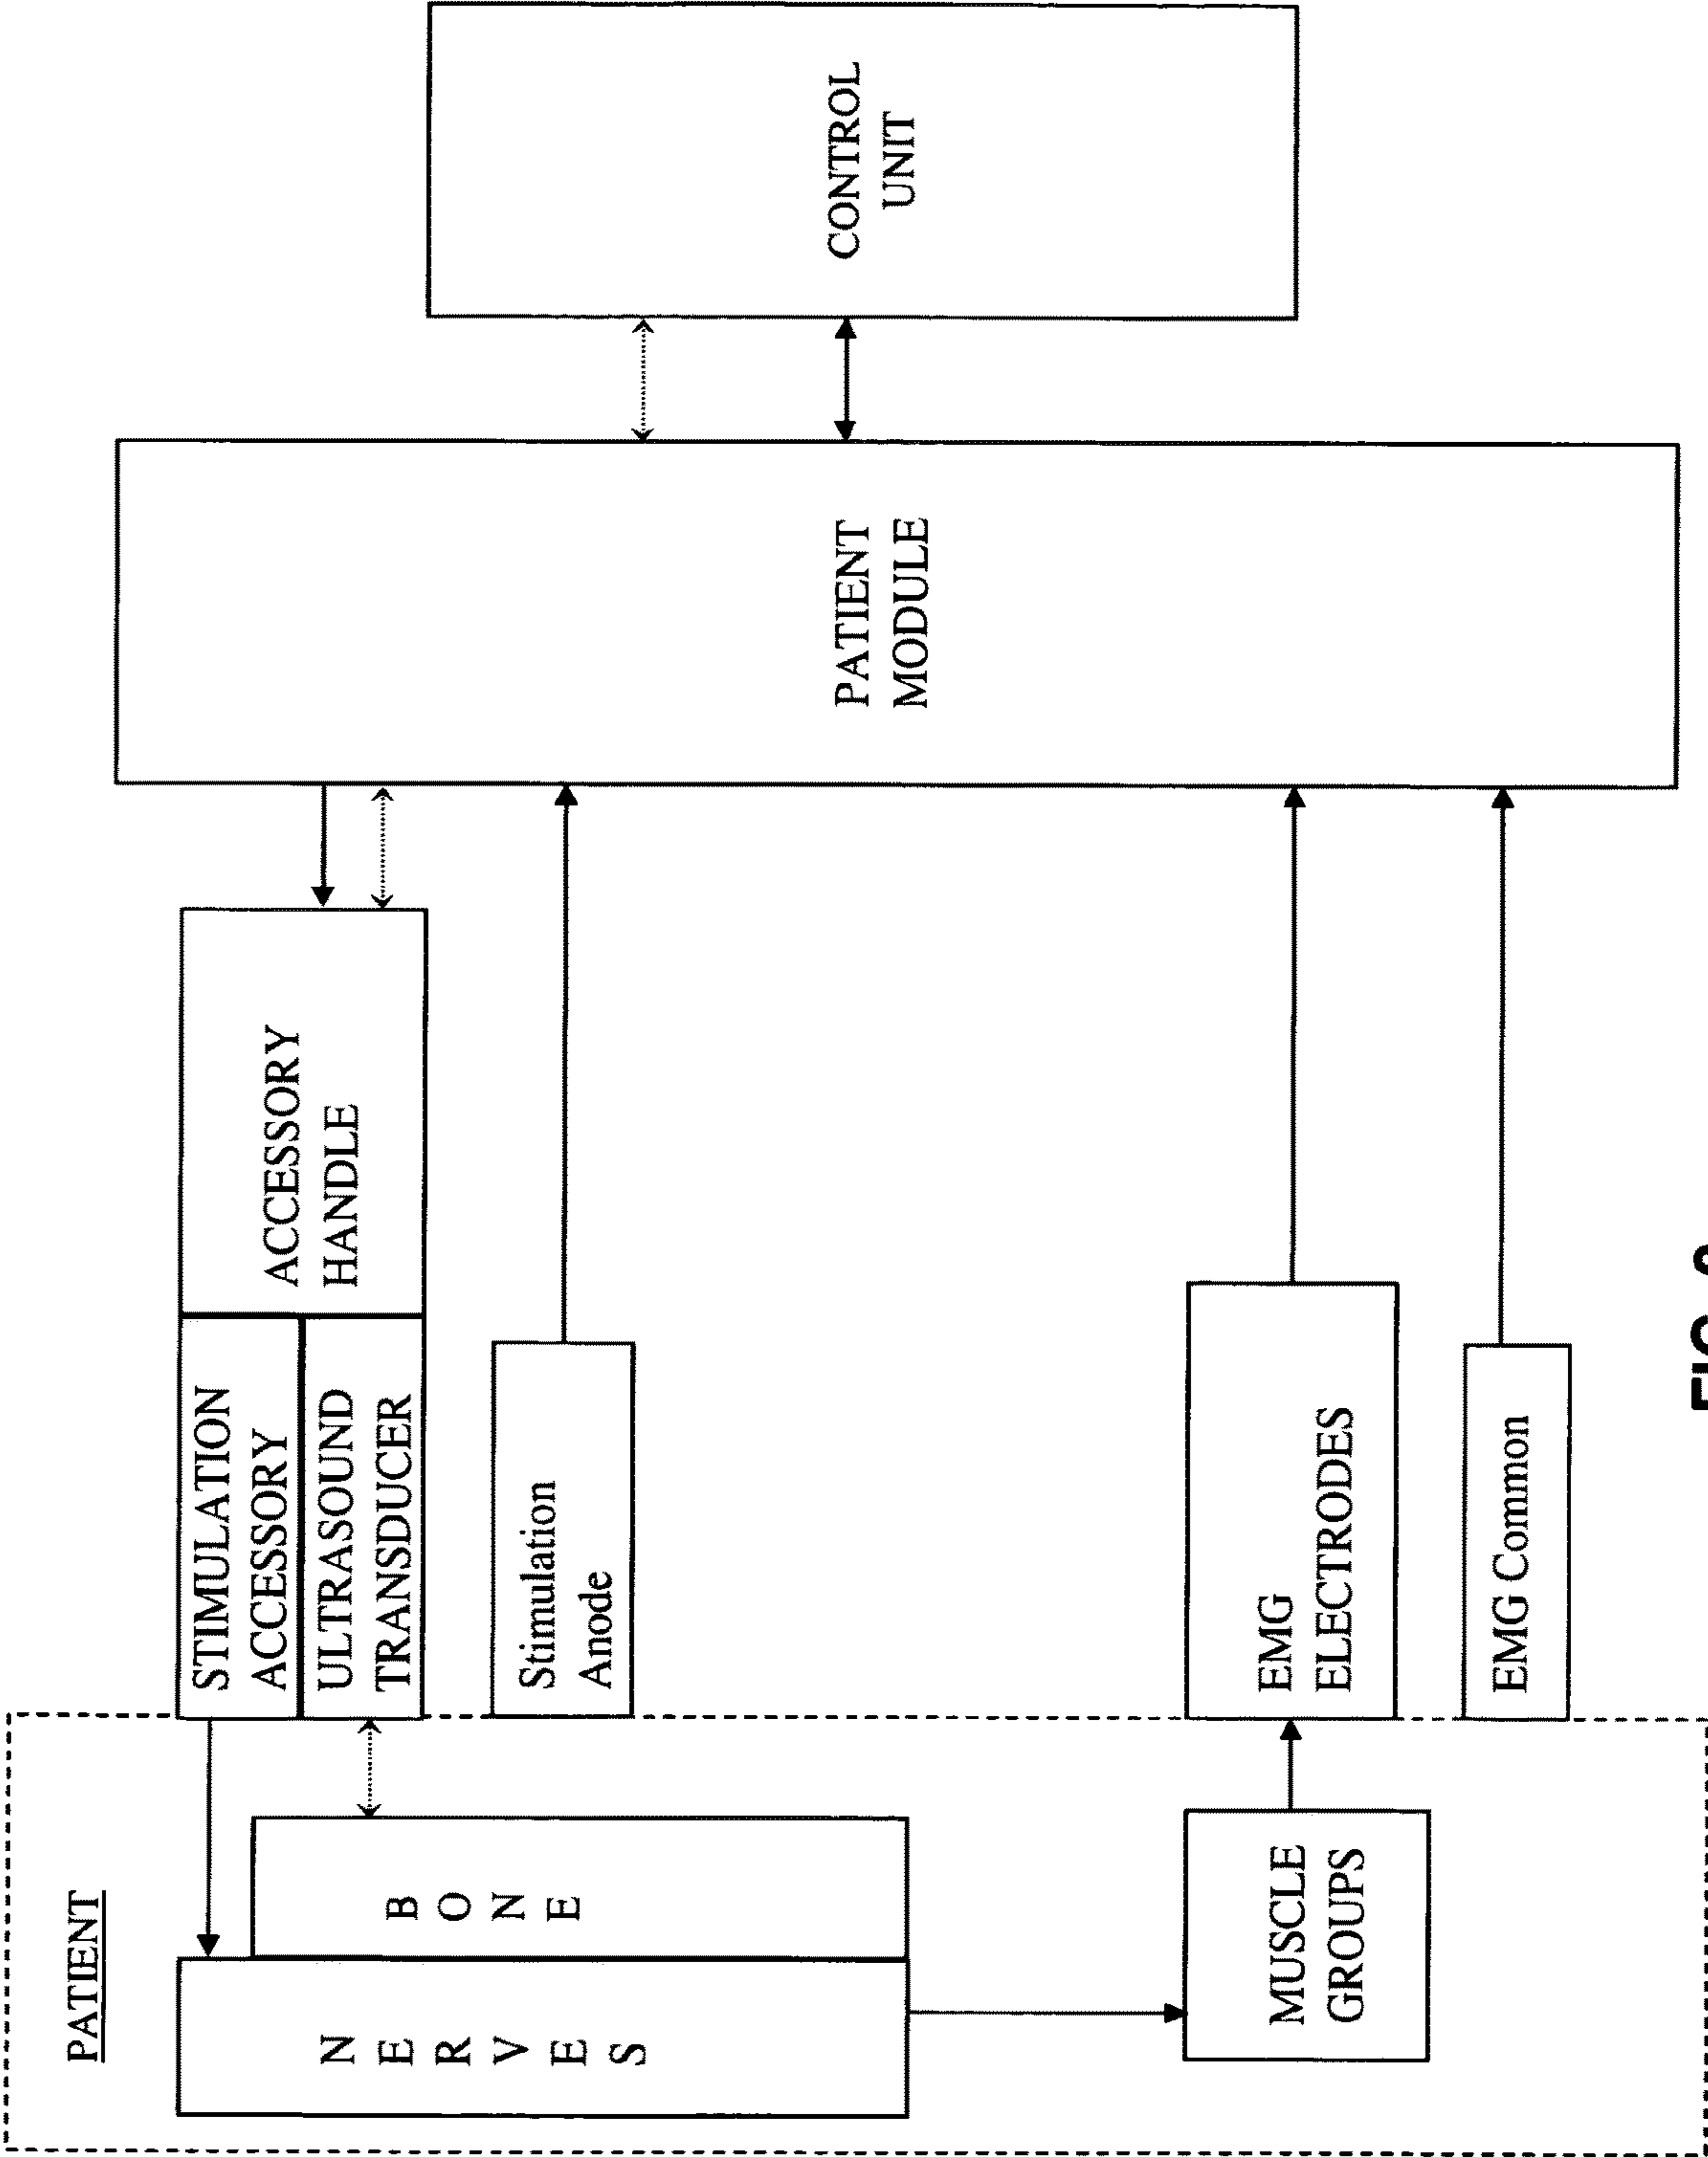 PATIENT
N
E
R
V
E
S
B
O
N
E
STIMULATION
ACCESSORY
ULTRASOUND
TRANSDUCER
ACCESSORY
HANDLE
Stimulation
Anode
MUSCLE
GROUPS
EMG
ELECTRODES
EMG Common
PATIENT
MODULE
CONTROL
UNIT
FIG.